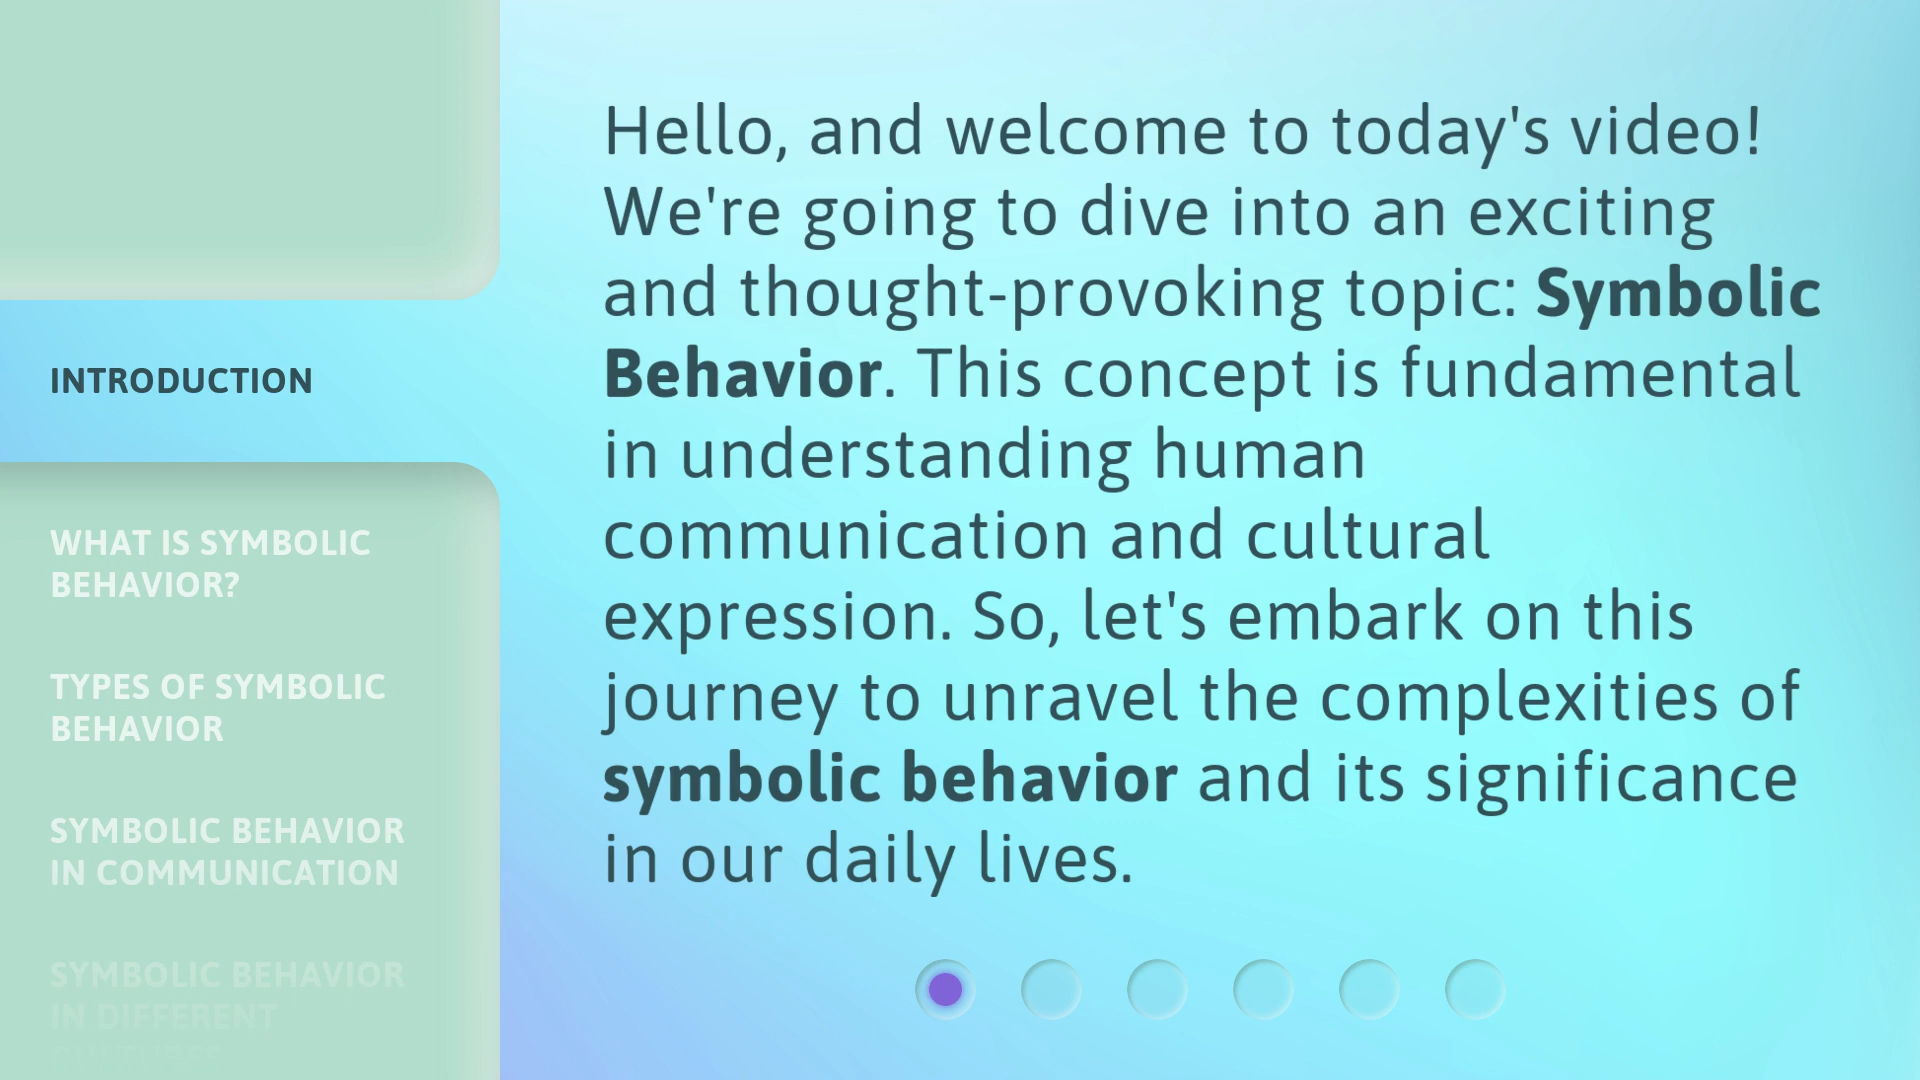 INTRODUCTION
WHAT IS SYMBOLIC
BEHAVIOR?
TYPES OF SYMBOLIC
BEHAVIOR
SYMBOLIC BEHAVIOR
IN COMMUNICATION
SYMBOLIC BEHAVIOR
IN DIFFERENT
CULTURES
Hello, and welcome to today's video!
We're going to dive into an exciting
and thought-provoking topic: Symbolic
Behavior. This concept is fundamental
in understanding human
communication and cultural
expression. So, let's embark on this
journey to unravel the complexities of
symbolic behavior and its significance
in our daily lives.